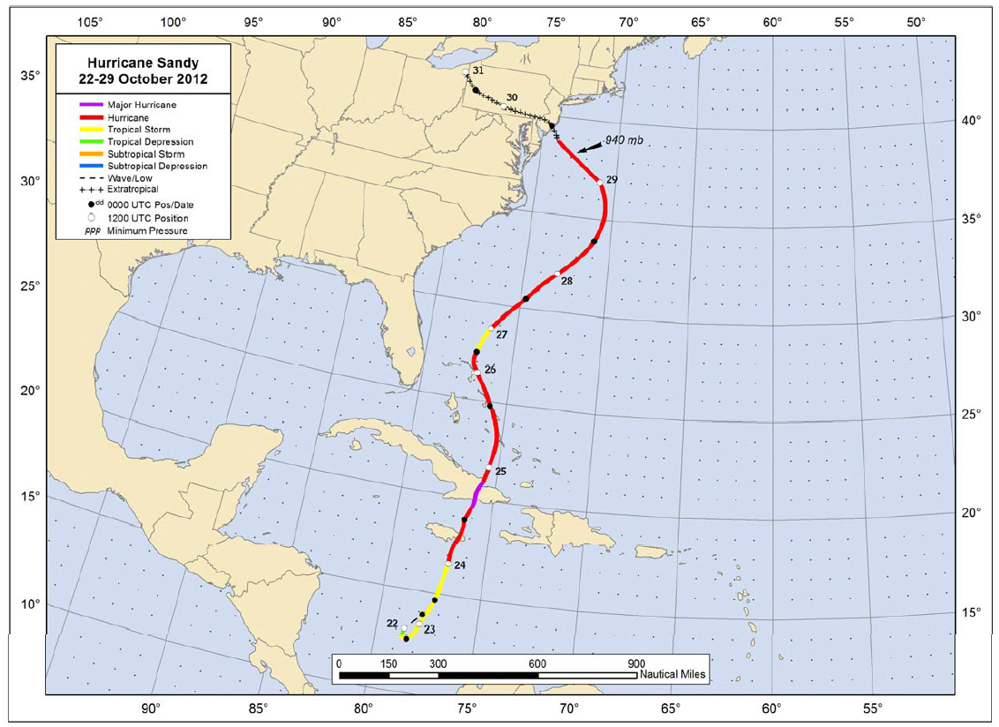 105° 100° 95° 90° 85° 80° 75° 70° 65° 60° 55° 50°
Hurricane Sandy
22-29 October 2012
Major Hurricane
Hurricane
Tropical Storm
Tropical Depression
Subtropical Storm
Subtropical Depression
Wave/Low
Extratropical
dd 0000 UTC Pos/Date
1200 UTC Position
PPP Minimum Pressure
35°
30°
25°
20°
15°
10°
31
30
940 mb
29
28
27
26
25
24
22
23
40°
35°
30°
25°
20°
15°
0 150 300 600 900
Nautical Miles
90° 85° 80° 75° 70° 65° 60° 55°